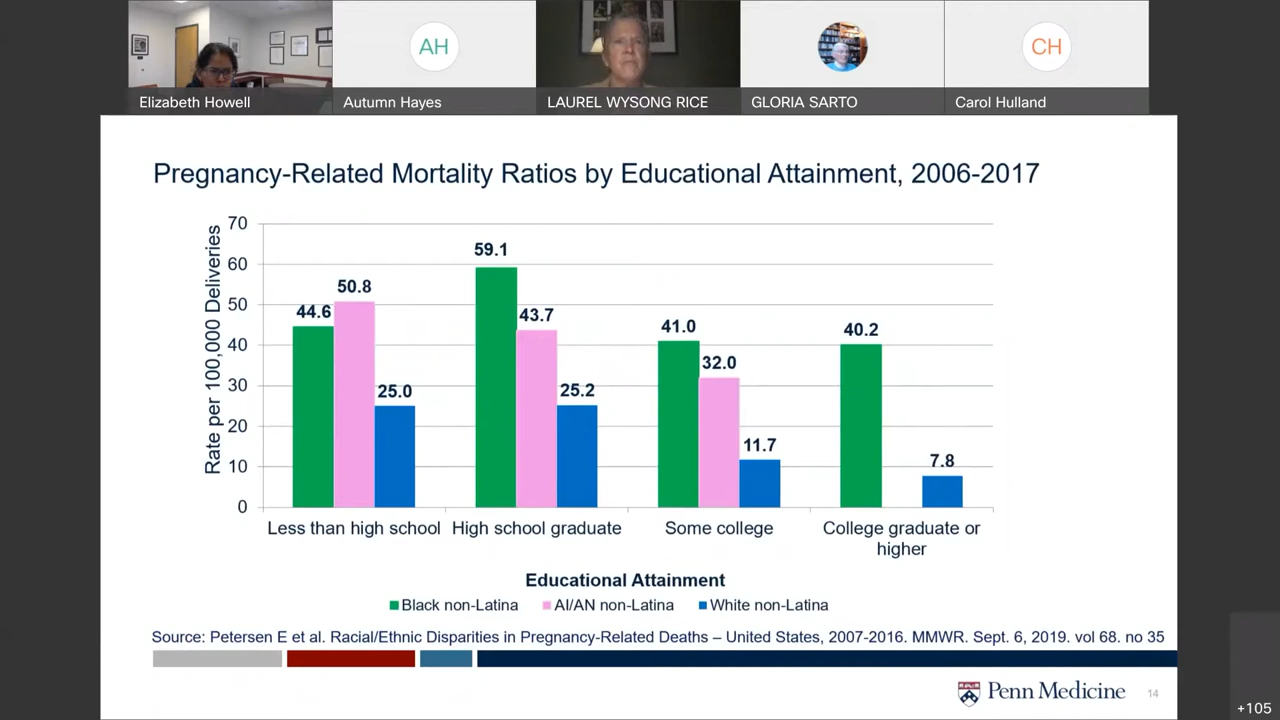 AH
CH
Elizabeth Howell
Autumn Hayes
LAUREL WYSONG RICE
GLORIA SARTO
Carol Hulland
Pregnancy-Related Mortality Ratios by Educational Attainment, 2006-2017
Rate per 100,000 Deliveries
70
60
50
40
30
20
10
0
44.6
50.8
25.0
59.1
43.7
25.2
41.0
32.0
11.7
40.2
7.8
Less than high school
High school graduate
Some college
College graduate or
higher
Educational Attainment
Black non-Latina
AI/AN non-Latina
White non-Latina
Source: Petersen E et al. Racial/Ethnic Disparities in Pregnancy-Related Deaths – United States, 2007-2016. MMWR. Sept. 6, 2019. vol 68. no 35
Penn Medicine
14
+105